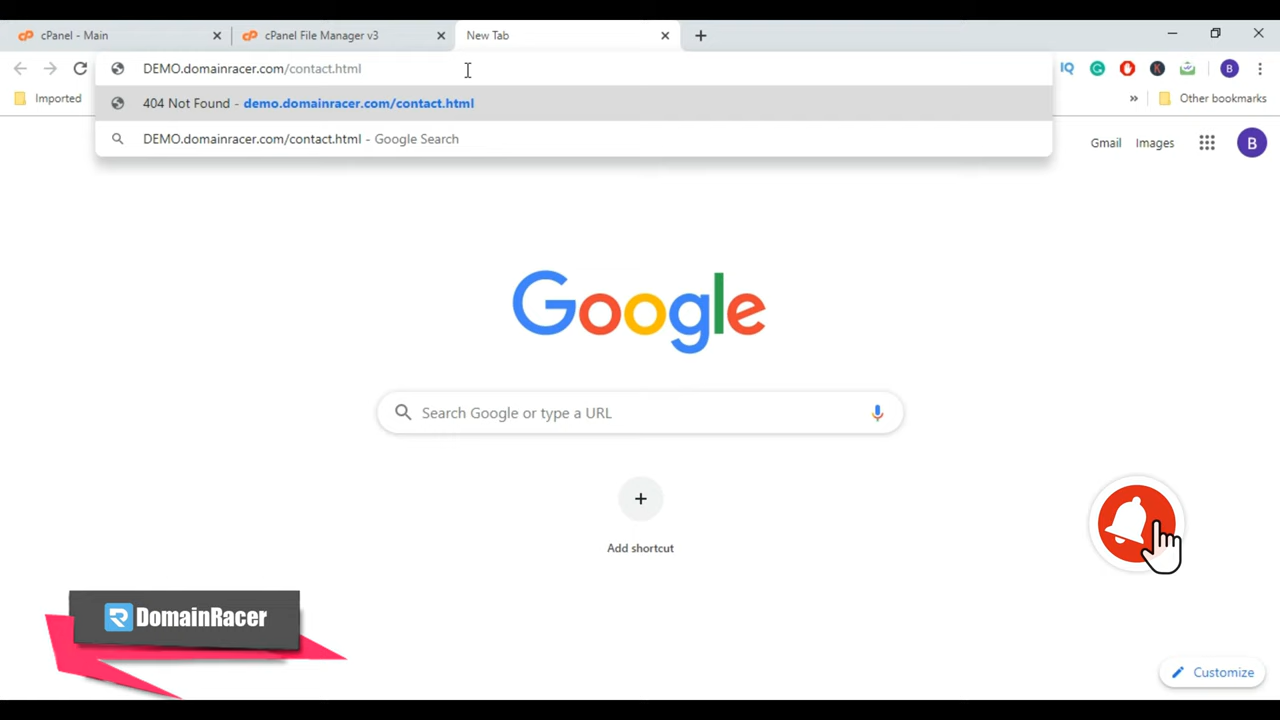 cPanel - Main
cPanel File Manager v3
New Tab
DEMO.domainracer.com/contact.html
IQ
K
B
Imported
»
Other bookmarks
404 Not Found - demo.domainracer.com/contact.html
DEMO.domainracer.com/contact.html - Google Search
Gmail
Images
B
Google
Search Google or type a URL
Add shortcut
DomainRacer
Customize